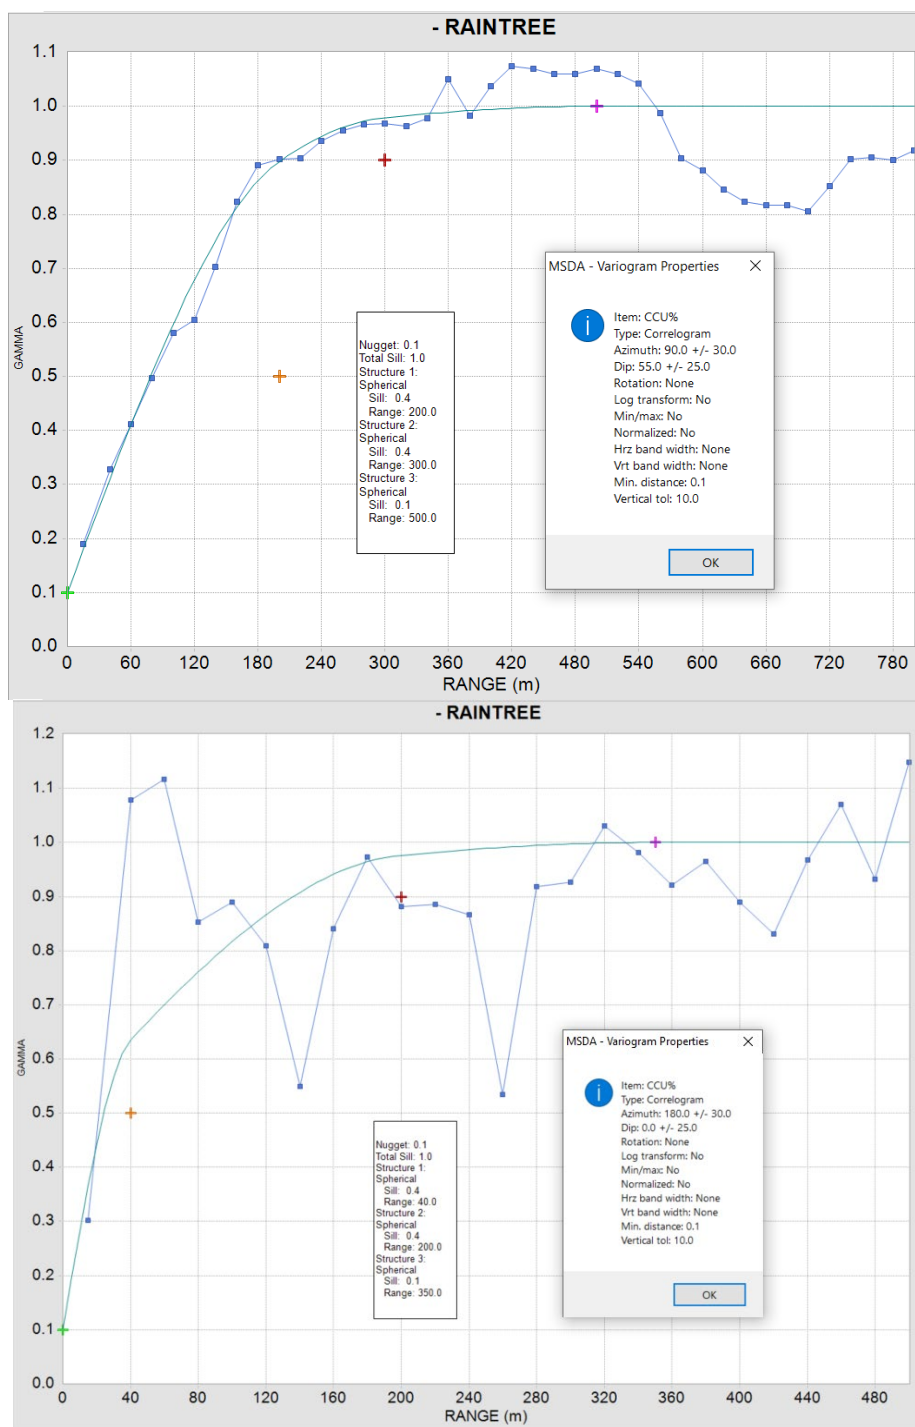 - RAINTREE
1.1
1.0
0.9
0.8
0.7
0.6
0.5
0.4
0.3
0.2
0.1
0.0
GAMMA
Nugget: 0.1
Total Sill: 1.0
Structure 1:
Spherical
Sill: 0.4
Range: 200.0
Structure 2:
Spherical
Sill: 0.4
Range: 300.0
Structure 3:
Spherical
Sill: 0.1
Range: 500.0
MSDA - Variogram Properties
Item: CCU%
Type: Correlogram
Azimuth: 90.0 +/- 30.0
Dip: 55.0 +/- 25.0
Rotation: None
Log transform: No
Min/max: No
Normalized: No
Hrz band width: None
Vrt band width: None
Min. distance: 0.1
Vertical tol: 10.0
OK
0 60 120 180 240 300 360 420 480 540 600 660 720 780
RANGE (m)
- RAINTREE
1.2
1.1
1.0
0.9
0.8
0.7
0.6
0.5
0.4
0.3
0.2
0.1
0.0
GAMMA
Nugget: 0.1
Total Sill: 1.0
Structure 1:
Spherical
Sill: 0.4
Range: 40.0
Structure 2:
Spherical
Sill: 0.4
Range: 200.0
Structure 3:
Spherical
Sill: 0.1
Range: 350.0
MSDA - Variogram Properties
Item: CCU%
Type: Correlogram
Azimuth: 180.0 +/- 30.0
Dip: 0.0 +/- 25.0
Rotation: None
Log transform: No
Min/max: No
Normalized: No
Hrz band width: None
Vrt band width: None
Min. distance: 0.1
Vertical tol: 10.0
OK
0 40 80 120 160 200 240 280 320 360 400 440 480
RANGE (m)